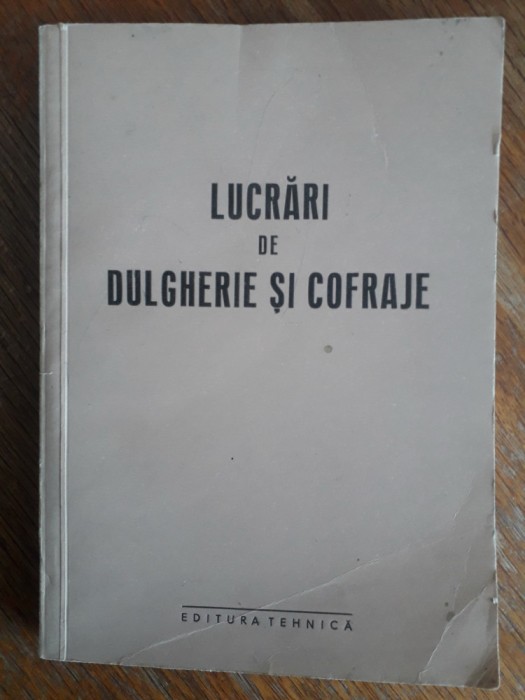 LUCRĂRI
DE
DULGHERIE ȘI COFRAJE
EDITURA TEHNICĂ